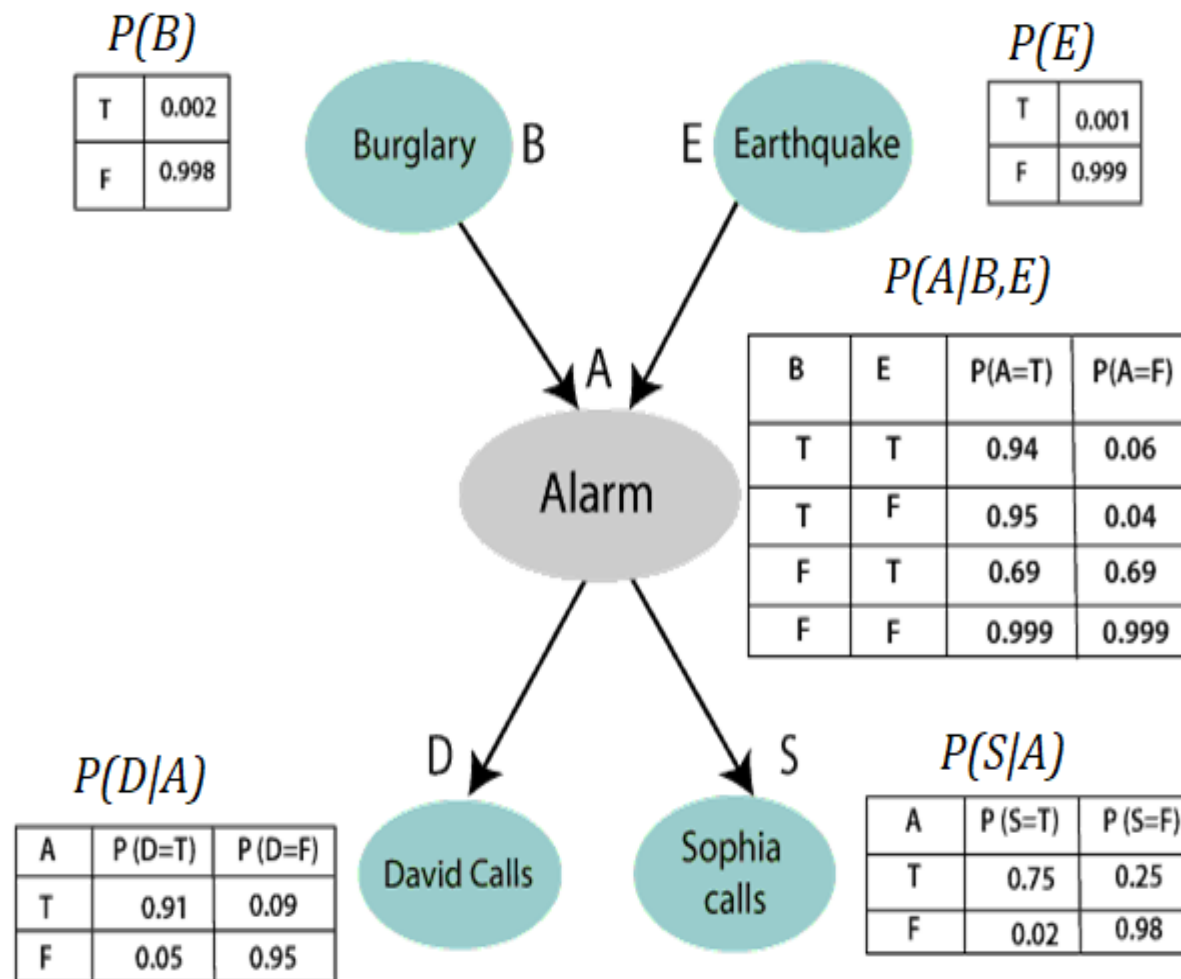 P(B)
T 0.002
F 0.998
Burglary B
E Earthquake
P(E)
T 0.001
F 0.999
P(A|B,E)
B E P(A=T) P(A=F)
T T 0.94 0.06
T F 0.95 0.04
F T 0.69 0.69
F F 0.999 0.999
A
Alarm
D
S
P(D|A)
A P (D=T) P (D=F)
T 0.91 0.09
F 0.05 0.95
David Calls
Sophia
calls
P(S|A)
A P (S=T) P (S=F)
T 0.75 0.25
F 0.02 0.98